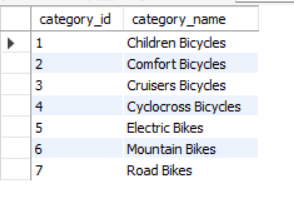 category_id category_name
1 Children Bicycles
2 Comfort Bicycles
3 Cruisers Bicycles
4 Cyclocross Bicycles
5 Electric Bikes
6 Mountain Bikes
7 Road Bikes